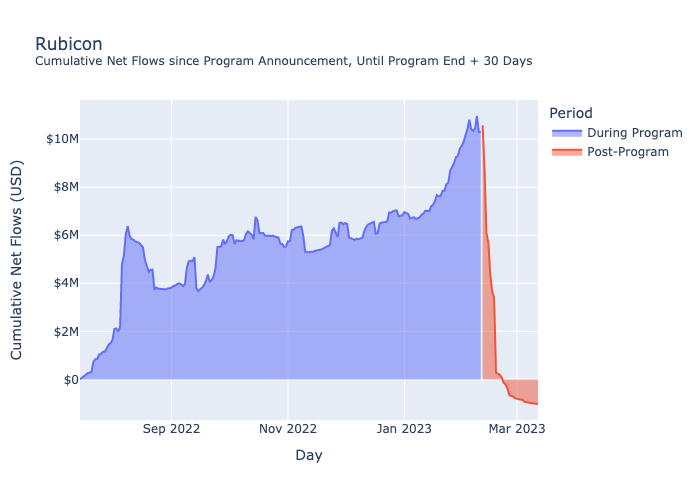 Rubicon
Cumulative Net Flows since Program Announcement, Until Program End + 30 Days
Period
During Program
Post-Program
Cumulative Net Flows (USD)
$10M
$8M
$6M
$4M
$2M
$0
Sep 2022
Nov 2022
Jan 2023
Mar 2023
Day